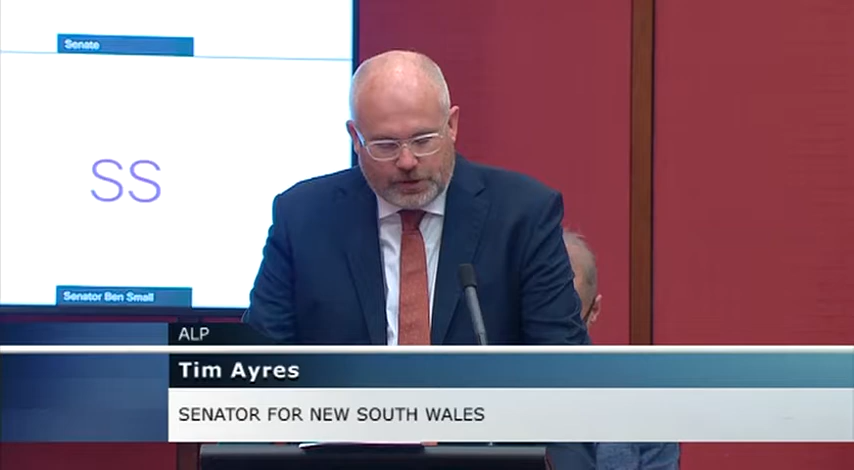 Senate
SS
Senator Ben Small
ALP
Tim Ayres
SENATOR FOR NEW SOUTH WALES